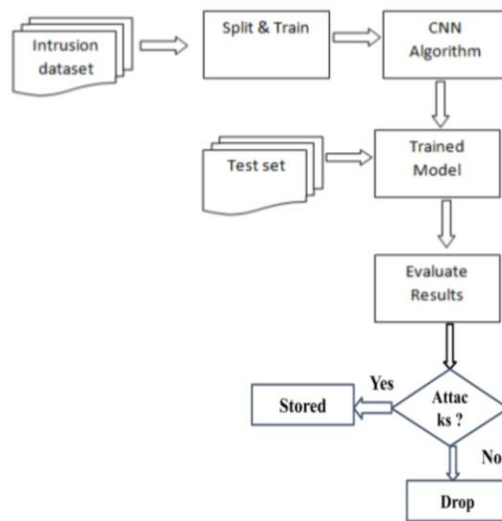 Intrusion
dataset
Split & Train
CNN
Algorithm
Test set
Trained
Model
Evaluate
Results
Attac
ks ?
Yes
Stored
No
Drop